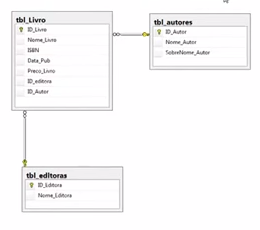 tbl_Livro
ID_Livro
Nome_Livro
ISBN
Data_Pub
Preco_Livro
ID_editora
ID_Autor
tbl_autores
ID_Autor
Nome_Autor
SobreNome_Autor
tbl_editoras
ID_Editora
Nome_Editora